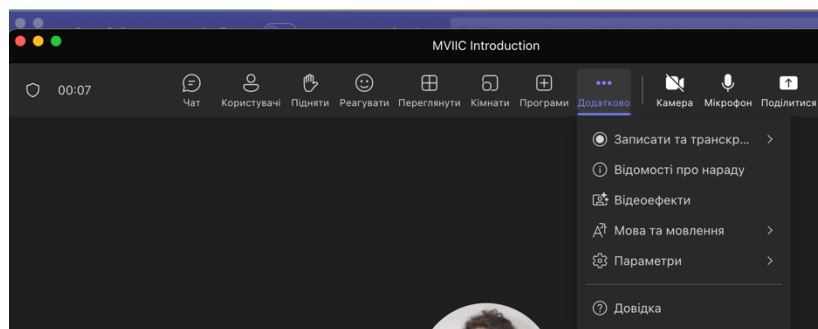 MVIIC Introduction
00:07
Чат Користувачі Підняти Реагувати Переглянути Кімнати Програми Додатково Камера Мікрофон Поділитися
Записати та транскр...
Відомості про нараду
Відеоефекти
Мова та мовлення
Параметри
Довідка